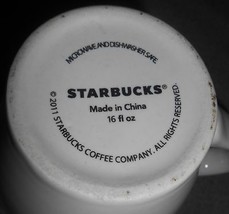 MICROWAVE AND DISHWASHER SAFE.
STARBUCKS®
Made in China
16 fl oz
© 2011 STARBUCKS COFFEE COMPANY. ALL RIGHTS RESERVED.